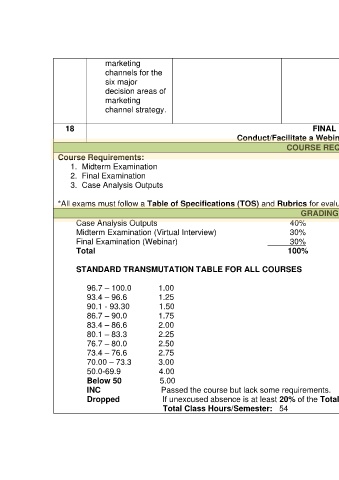 marketing
channels for the
six major
decision areas of
marketing
channel strategy.
18 FINAL
Conduct/Facilitate a Webin
COURSE REQ
Course Requirements:
1. Midterm Examination
2. Final Examination
3. Case Analysis Outputs
*All exams must follow a Table of Specifications (TOS) and Rubrics for evalu
GRADING
Case Analysis Outputs 40%
Midterm Examination (Virtual Interview) 30%
Final Examination (Webinar) 30%
Total 100%
STANDARD TRANSMUTATION TABLE FOR ALL COURSES
96.7 – 100.0 1.00
93.4 – 96.6 1.25
90.1 - 93.30 1.50
86.7 – 90.0 1.75
83.4 – 86.6 2.00
80.1 – 83.3 2.25
76.7 – 80.0 2.50
73.4 – 76.6 2.75
70.00 – 73.3 3.00
50.0-69.9 4.00
Below 50 5.00
INC Passed the course but lack some requirements.
Dropped If unexcused absence is at least 20% of the Total
Total Class Hours/Semester: 54